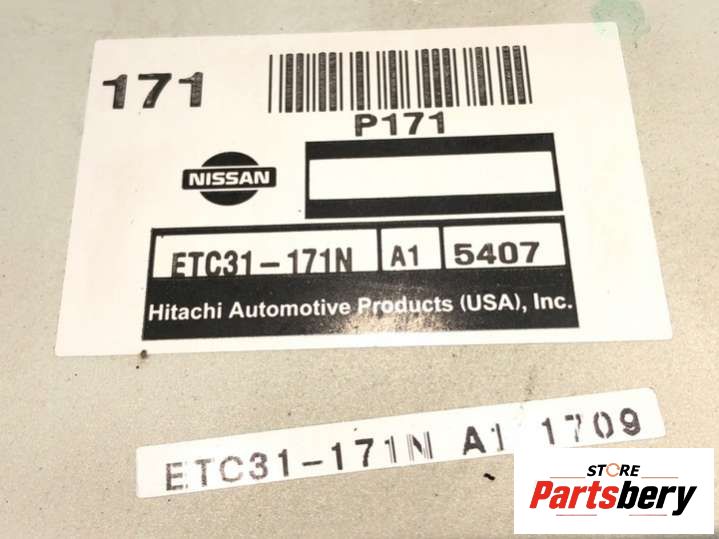 171
P171
NISSAN
ETC31-171N A1 5407
Hitachi Automotive Products (USA), Inc.
ETC31-171N A1 1709
STORE
Partsbery